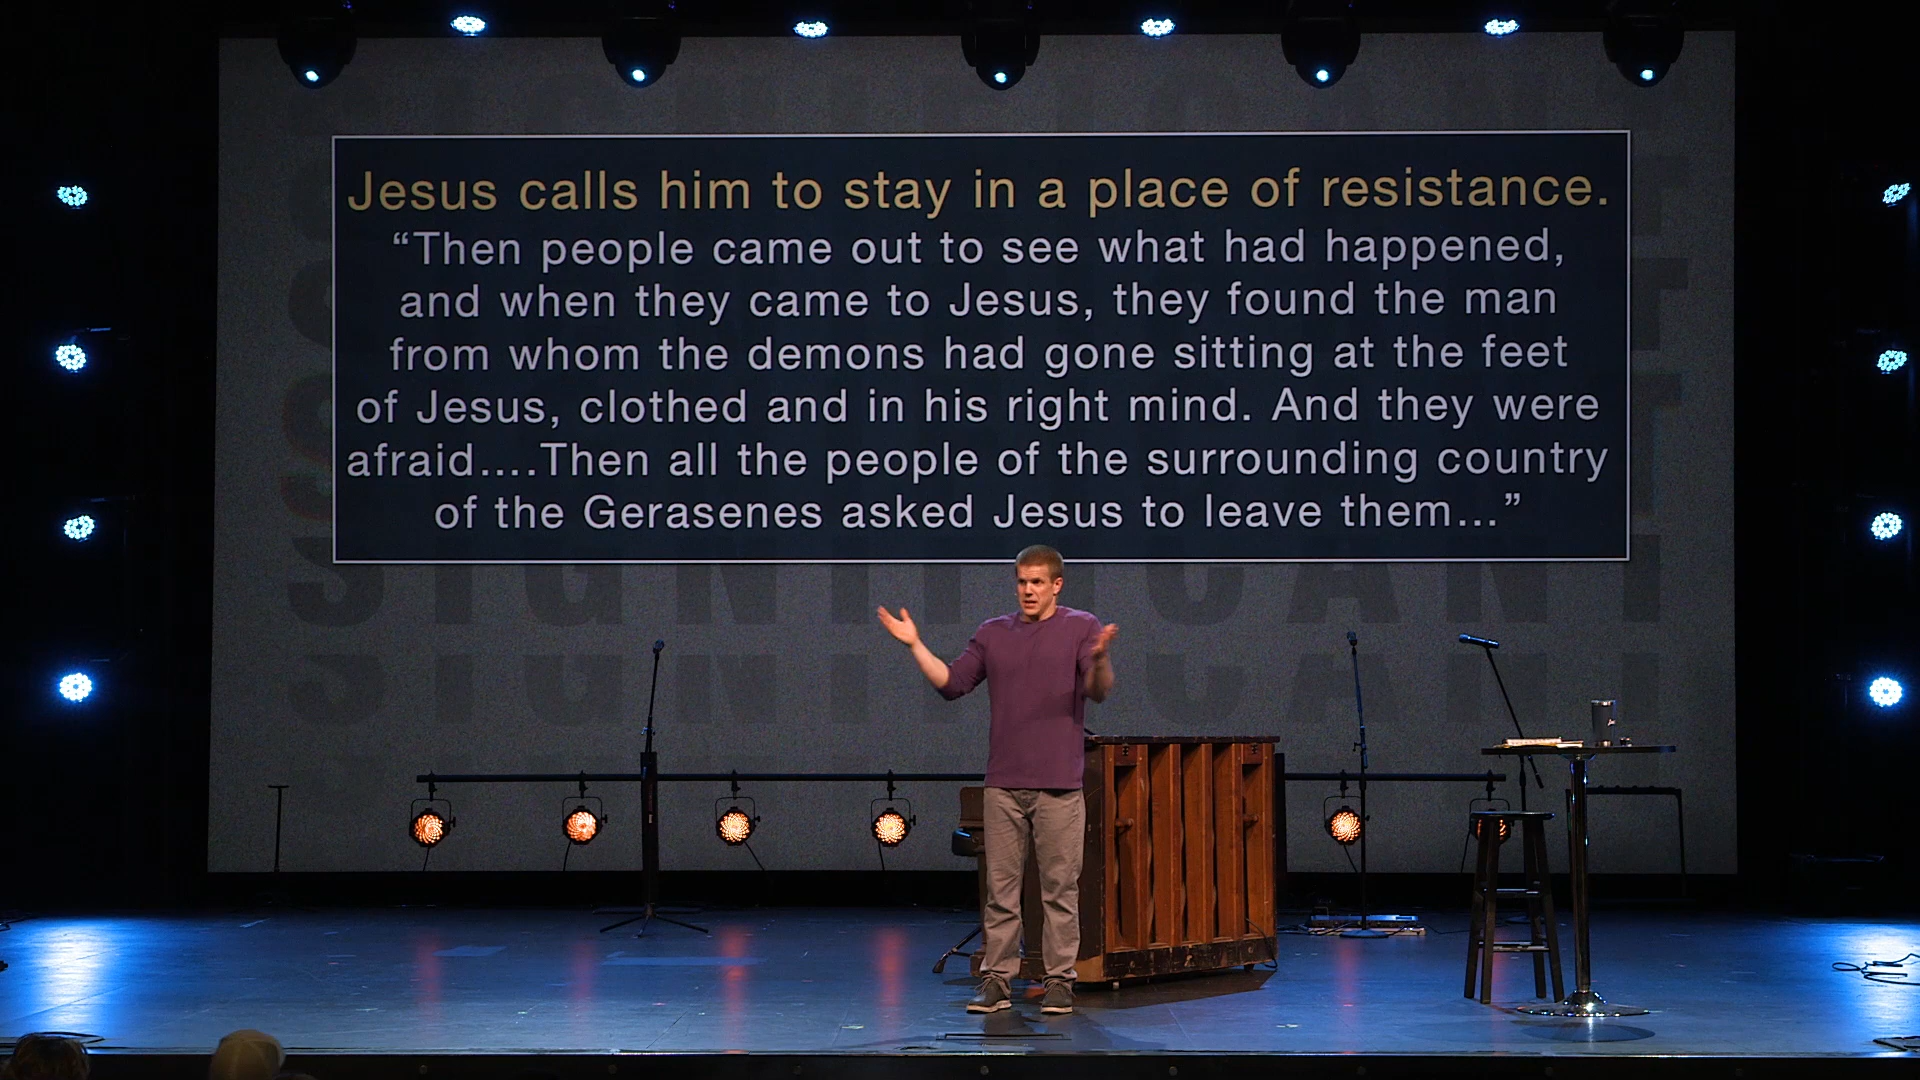 Jesus calls him to stay in a place of resistance.
“Then people came out to see what had happened,
and when they came to Jesus, they found the man
from whom the demons had gone sitting at the feet
of Jesus, clothed and in his right mind. And they were
afraid....Then all the people of the surrounding country
of the Gerasenes asked Jesus to leave them...”
SIGNIFICANT
SIGNIFICANT